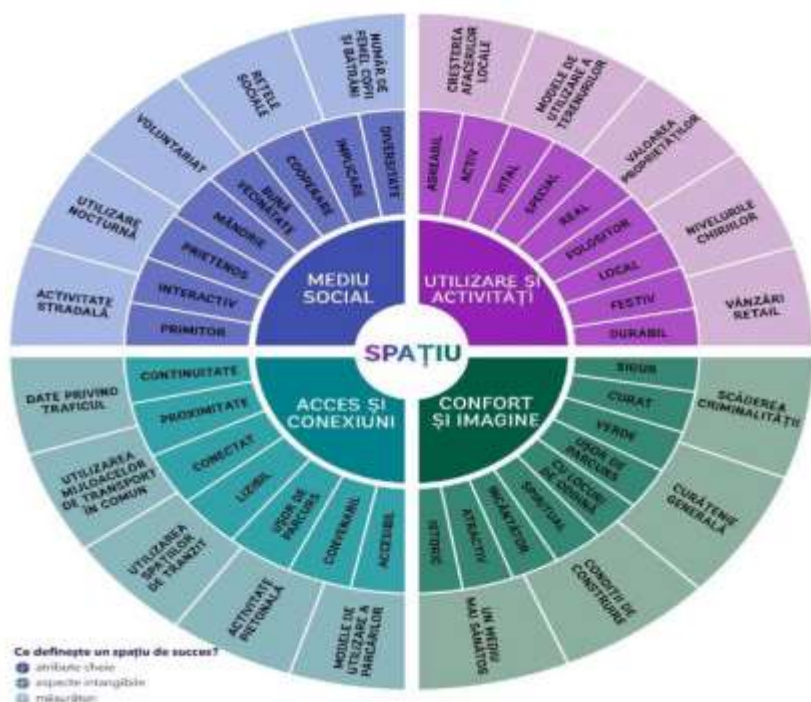 NUMĂR DE
FEMEI, COPII
ȘI BĂTRÂNI
REȚELE
SOCIALE
VOLUNTARIAT
UTILIZARE
NOCTURNĂ
ACTIVITATE
STRADALĂ
DIVERSITATE
IMPLICARE
COOPERARE
BUNĂ
VECINĂTATE
MÂNDRIE
PRIETENOS
INTERACTIV
PRIMITOR
MEDIU
SOCIAL
CREȘTEREA
AFACERILOR
LOCALE
MODELE DE
UTILIZARE A
TERENURILOR
VALOAREA
PROPRIETĂȚILOR
NIVELURILE
CHIRIILOR
VÂNZĂRI
RETAIL
AGREABIL
ACTIV
VITAL
SPECIAL
REAL
FOLOSITOR
LOCAL
FESTIV
DURABIL
UTILIZARE ȘI
ACTIVITĂȚI
SPAȚIU
ACCES ȘI
CONEXIUNI
CONTINUITATE
PROXIMITATE
CONECTAT
LIZIBIL
UȘOR DE
PARCURS
CONVENABIL
ACCESIBIL
DATE PRIVIND
TRAFICUL
UTILIZAREA
MIJLOACELOR
DE TRANSPORT
ÎN COMUN
UTILIZAREA
SPAȚIILOR
DE TRANZIT
ACTIVITATE
PIETONALĂ
MODELE DE
UTILIZARE A
PARCĂRILOR
CONFORT
ȘI IMAGINE
SIGUR
CURAT
VERDE
UȘOR DE
PARCURS
CU LOCURI
DE ODIHNĂ
SPIRITUAL
INCÂNTĂTOR
ATRACTIV
ISTORIC
SCĂDEREA
CRIMINALITĂȚII
CURĂȚENIE
GENERALĂ
CONDIȚII DE
CONSTRUIRE
UN MEDIU
MAI SĂNĂTOS
Ce definește un spațiu de succes?
atribute cheie
aspecte intangibile
măsurători